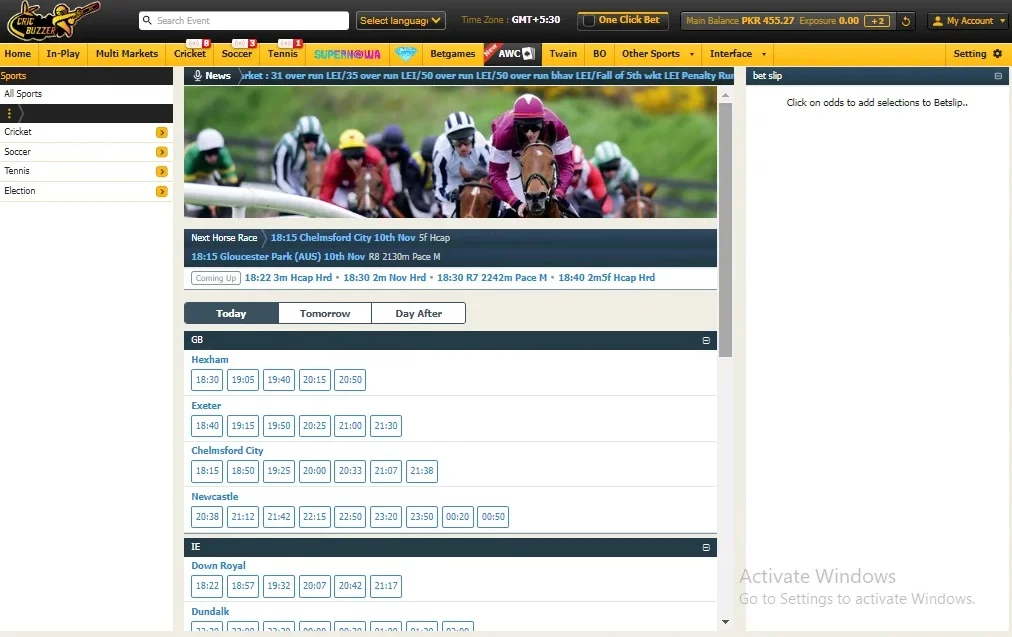 CRIC BUZZER
Search Event
Select language
Time Zone : GMT+5:30
One Click Bet
Main Balance PKR 455.27 Exposure 0.00 +2
My Account
Home In-Play Multi Markets Cricket 8 Soccer 3 Tennis 1 SUPERNOWA Betgames New AWC Tvain BO Other Sports Interface Setting
Sports
All Sports
Cricket
Soccer
Tennis
Election
News
rket : 31 over run LEI/35 over run LEI/50 over run LEI/50 over run bhav LEI/Fall of 5th wkt LEI Penalty Run
Next Horse Race 18:15 Chelmsford City 10th Nov 5f Hcap
18:15 Gloucester Park (AUS) 10th Nov R8 2130m Pace M
Coming Up 18:22 3m Hcap Hrd • 18:30 2m Nov Hrd • 18:30 R7 2242m Pace M • 18:40 2m5f Hcap Hrd
Today Tomorrow Day After
GB
Hexham
18:30 19:05 19:40 20:15 20:50
Exeter
18:40 19:15 19:50 20:25 21:00 21:30
Chelmsford City
18:15 18:50 19:25 20:00 20:33 21:07 21:38
Newcastle
20:38 21:12 21:42 22:15 22:50 23:20 23:50 00:20 00:50
IE
Down Royal
18:22 18:57 19:32 20:07 20:42 21:17
Dundalk
bet slip
Click on odds to add selections to Betslip..
Activate Windows
Go to Settings to activate Windows.